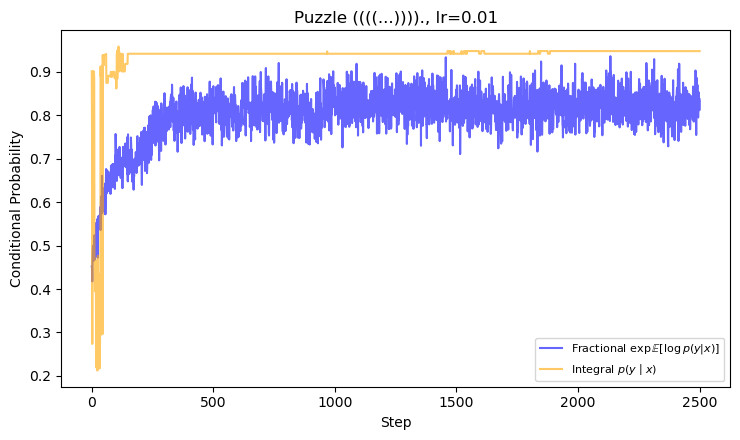 Puzzle ((((...))))., lr=0.01
Conditional Probability
0.9
0.8
0.7
0.6
0.5
0.4
0.3
0.2
Fractional exp𝔼[log p(y|x)]
Integral p(y | x)
0 500 1000 1500 2000 2500
Step